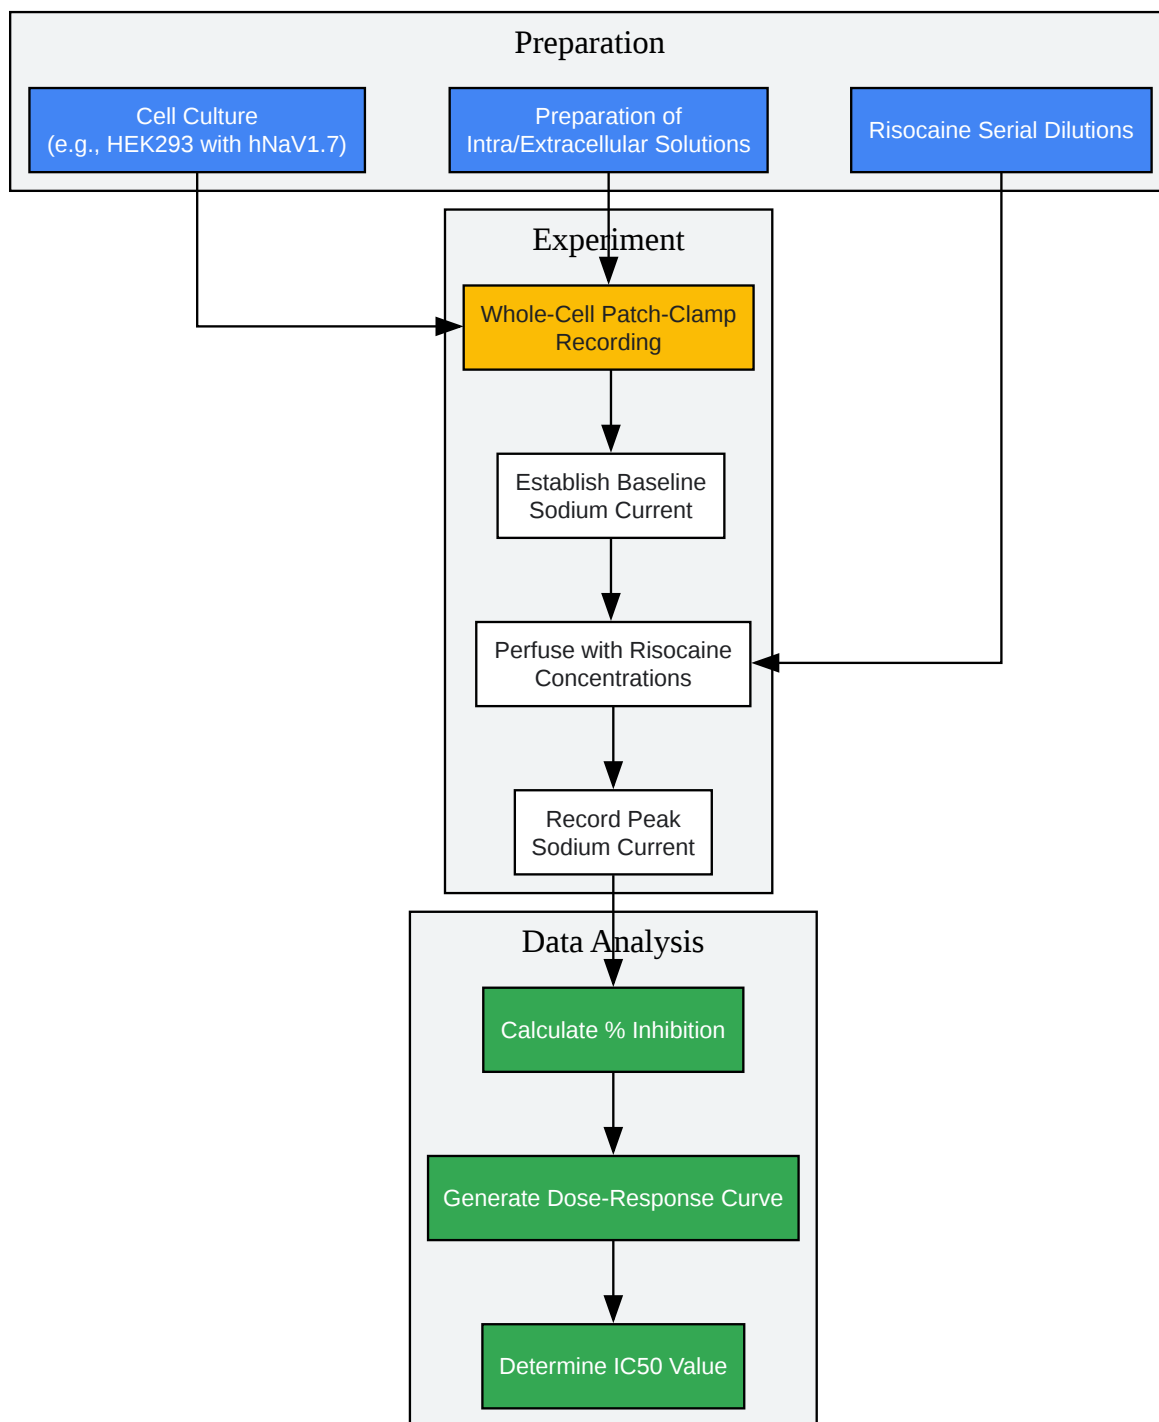 Preparation
Cell Culture
(e.g., HEK293 with hNaV1.7)
Preparation of
Intra/Extracellular Solutions
Risocaine Serial Dilutions
Experiment
Whole-Cell Patch-Clamp
Recording
Establish Baseline
Sodium Current
Perfuse with Risocaine
Concentrations
Record Peak
Sodium Current
Data Analysis
Calculate % Inhibition
Generate Dose-Response Curve
Determine IC50 Value